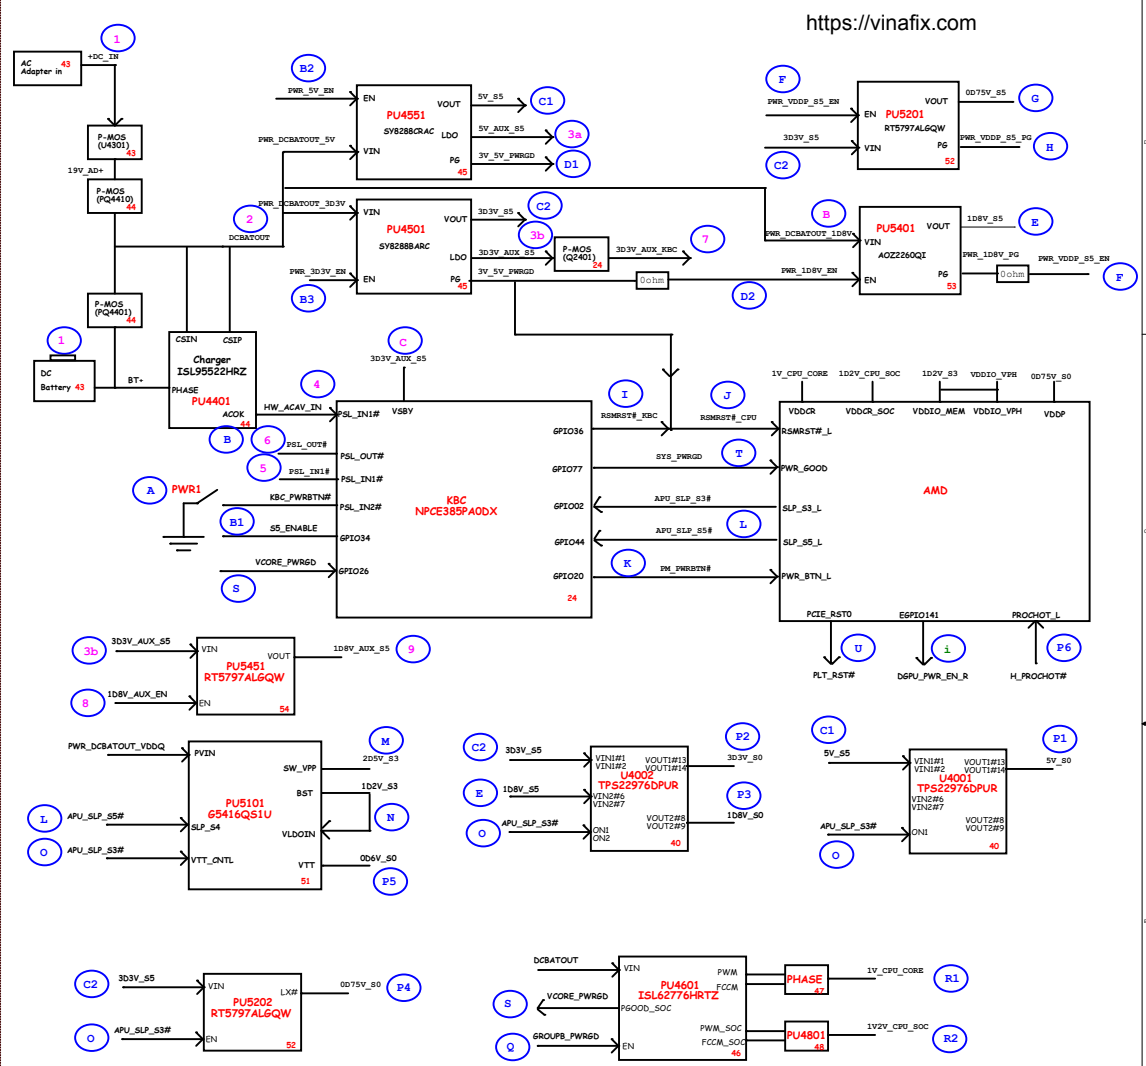 https://vinafix.com
1
+DC_IN
AC
Adapter in
43
P-MOS
(U4301)
43
19V_AD+
P-MOS
(PQ4410)
44
2
DCBATOUT
P-MOS
(PQ4401)
44
1
DC
Battery 43
BT+
CSIN
CSIP
Charger
ISL95522HRZ
PHASE
PU4401
ACOK
44
B
B2
PWR_5V_EN
PWR_DCBATOUT_5V
EN
PU4551
SY8288CRAC
VIN
VOUT
LDO
PG
45
5V_S5
C1
5V_AUX_S5
3a
3V_5V_PWRGD
D1
PWR_DCBATOUT_3D3V
VIN
PU4501
SY8288BARC
EN
VOUT
LDO
PG
45
PWR_3D3V_EN
B3
3D3V_S5
C2
3b
3D3V_AUX_S5
3V_5V_PWRGD
P-MOS
(Q2401)
24
3D3V_AUX_KBC
7
0ohm
D2
PWR_1D8V_EN
F
PWR_VDDP_S5_EN
3D3V_S5
C2
EN
VIN
PU5201
RT5797ALGQW
VOUT
PG
52
0D75V_S5
G
PWR_VDDP_S5_PG
H
B
PWR_DCBATOUT_1D8V
VIN
EN
PU5401
AOZ2260QI
VOUT
PG
53
1D8V_S5
E
PWR_1D8V_PG
0ohm
PWR_VDDP_S5_EN
F
C
3D3V_AUX_S5
VSBY
4
HW_ACAV_IN
PSL_IN1#
6
PSL_OUT#
PSL_OUT#
5
PSL_IN1#
PSL_IN1#
A
PWR1
KBC_PWRBTN#
PSL_IN2#
B1
S5_ENABLE
GPIO34
VCORE_PWRGD
GPIO26
S
KBC
NPCE385PA0DX
24
GPIO36
GPIO77
GPIO02
GPIO44
GPIO20
I
RSMRST#_KBC
J
RSMRST#_CPU
SYS_PWRGD
T
APU_SLP_S3#
APU_SLP_S5#
L
K
PM_PWRBTN#
1V_CPU_CORE
1D2V_CPU_SOC
1D2V_S3
VDDIO_VPH
0D75V_S0
VDDCR
VDDCR_SOC
VDDIO_MEM
VDDIO_VPH
VDDP
RSMRST#_L
PWR_GOOD
SLP_S3_L
SLP_S5_L
PWR_BTN_L
AMD
PCIE_RST0
EGPIO141
PROCHOT_L
U
i
P6
PLT_RST#
DGPU_PWR_EN_R
H_PROCHOT#
3b
3D3V_AUX_S5
VIN
VOUT
PU5451
RT5797ALGQW
EN
54
1D8V_AUX_S5
9
8
1D8V_AUX_EN
PWR_DCBATOUT_VDDQ
PVIN
SW_VPP
BST
PU5101
G5416QS1U
SLP_S4
VLDOIN
VTT_CNTL
VTT
51
M
2D5V_S3
1D2V_S3
N
L
APU_SLP_S5#
O
APU_SLP_S3#
0D6V_S0
P5
C2
3D3V_S5
E
1D8V_S5
O
APU_SLP_S3#
VIN1#1
VIN1#2
VOUT1#13
VOUT1#14
U4002
TPS22976DPUR
VIN2#6
VIN2#7
VOUT2#8
VOUT2#9
ON1
ON2
40
P2
3D3V_S0
P3
1D8V_S0
C1
5V_S5
VIN1#1
VIN1#2
VOUT1#13
VOUT1#14
U4001
TPS22976DPUR
VIN2#6
VIN2#7
VOUT2#8
VOUT2#9
ON1
40
APU_SLP_S3#
O
P1
5V_S0
C2
3D3V_S5
VIN
LX#
PU5202
RT5797ALGQW
EN
52
0D75V_S0
P4
O
APU_SLP_S3#
DCBATOUT
VIN
PU4601
ISL62776HRTZ
PWM
FCCM
S
VCORE_PWRGD
PGOOD_SOC
Q
GROUPB_PWRGD
EN
PWM_SOC
FCCM_SOC
46
PHASE
47
1V_CPU_CORE
R1
PU4801
48
1V2V_CPU_SOC
R2